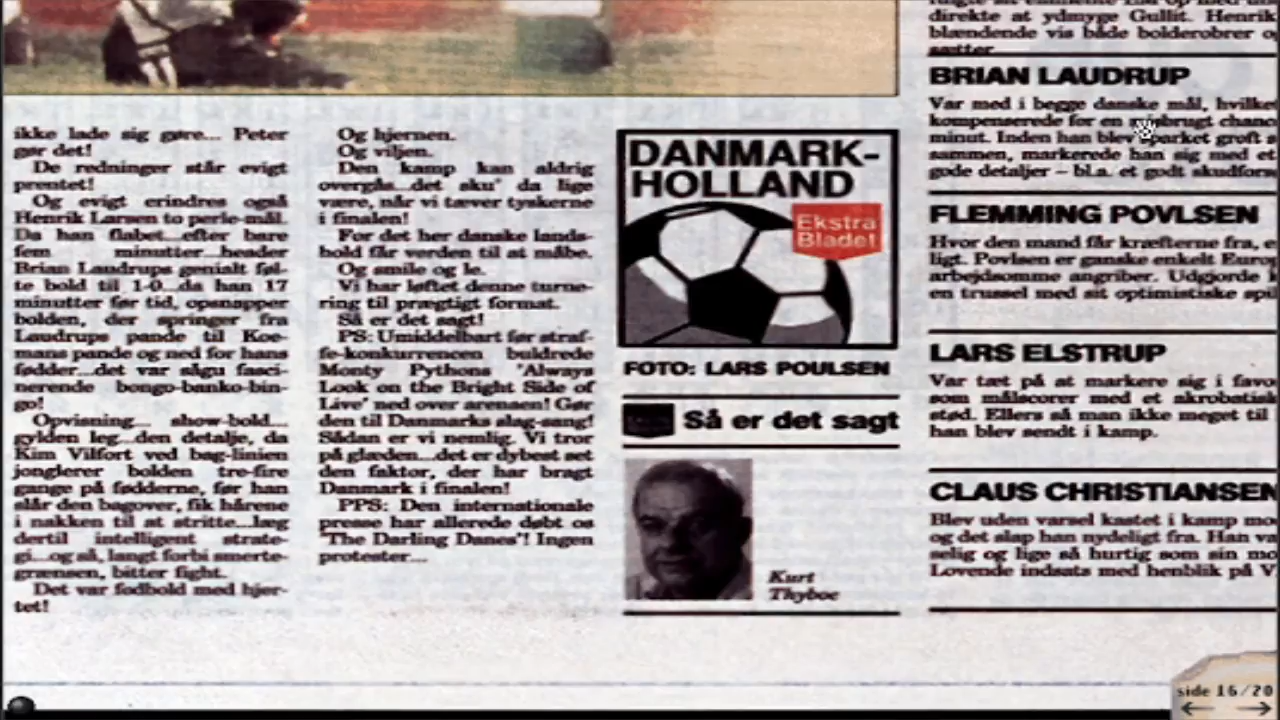 ikke lade sig gøre... Peter
gør det!
De redninger står evigt
prentet!
Og evigt erindres også
Henrik Larsen to perle-mål.
Da han flabet...efter bare
fem minutter...header
Brian Laudrups genialt føl-
te bold til 1-0...da han 17
minutter før tid, opsnapper
bolden, der springer fra
Laudrups pande til Koe-
mans pande og ned for hans
fødder...det var sågu fasci-
nerende bongo-banko-bin-
go!
Opvisning... show-bold...
gylden leg...den detalje, da
Kim Vilfort ved bag-linien
jonglerer bolden tre-fire
gange på fødderne, før han
slår den bagover, fik hårene
i nakken til at stritte...læg
dertil intelligent strate-
gi...og så, langt forbi smerte-
grænsen, bitter fight.
Det var fodbold med hjer-
tet!
Og hjernen.
Og viljen.
Den kamp kan aldrig
overgås...det sku' da lige
være, når vi tæver tyskerne
i finalen!
For det her danske lands-
hold får verden til at måbe.
Og smile og le.
Vi har løftet denne turne-
ring til prægtigt format.
Så er det sagt!
PS: Umiddelbart før straf-
fe-konkurrencen buldrede
Monty Pythons 'Always
Look on the Bright Side of
Live' ned over arenaen! Gør
den til Danmarks slag-sang!
Sådan er vi nemlig. Vi tror
på glæden...det er dybest set
den faktor, der har bragt
Danmark i finalen!
PPS: Den internationale
presse har allerede døbt os
'The Darling Danes'! Ingen
protester...
DANMARK-
HOLLAND
Ekstra
Bladet
FOTO: LARS POULSEN
Så er det sagt
Kurt
Thyboe
direkte at ydmyge Gullit. Henrik
blændende vis både bolderobrer
sætter
BRIAN LAUDRUP
Var med i begge danske mål,
kompenserede for en
minut. Inden han blev sparket groft
sammen, markerede han sig med et
gode detaljer – bl.a. et godt
FLEMMING POVLSEN
Hvor den mand får kræfterne fra,
ligt. Povlsen er ganske enkelt
arbejdsomme angriber. Udgjorde
en trussel med sit optimistiske
LARS ELSTRUP
Var tæt på at markere sig i
som målscorer med et
stød. Ellers så man ikke meget til
han blev sendt i kamp.
CLAUS CHRISTIANSEN
Blev uden varsel kastet i kamp
og det slap han nydeligt fra. Han
selig og lige så hurtig som sin
Lovende indsats med henblik på
side 16/20